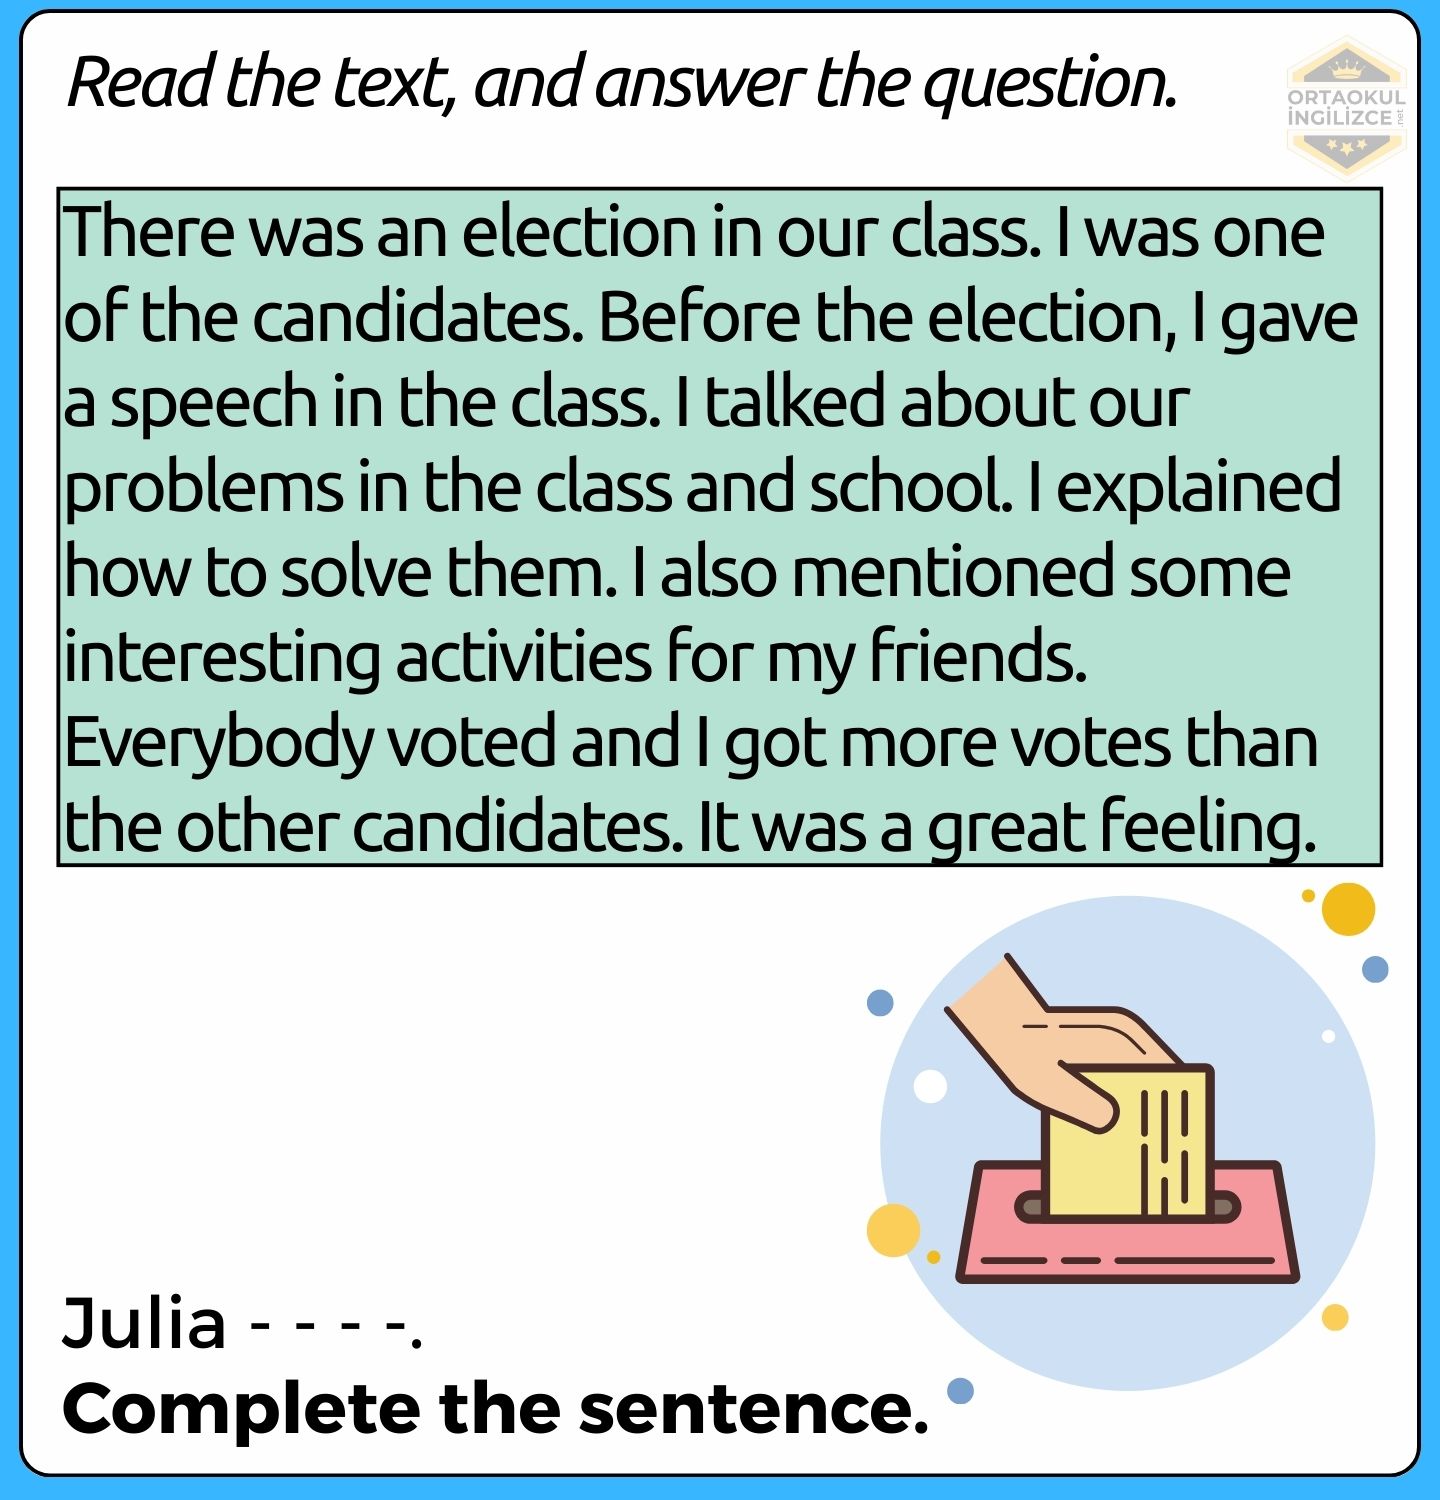 Read the text, and answer the question.
ORTAOKUL
İNGİLİZCE
.net
There was an election in our class. I was one
of the candidates. Before the election, I gave
a speech in the class. I talked about our
problems in the class and school. I explained
how to solve them. I also mentioned some
interesting activities for my friends.
Everybody voted and I got more votes than
the other candidates. It was a great feeling.
Julia - - - -.
Complete the sentence.